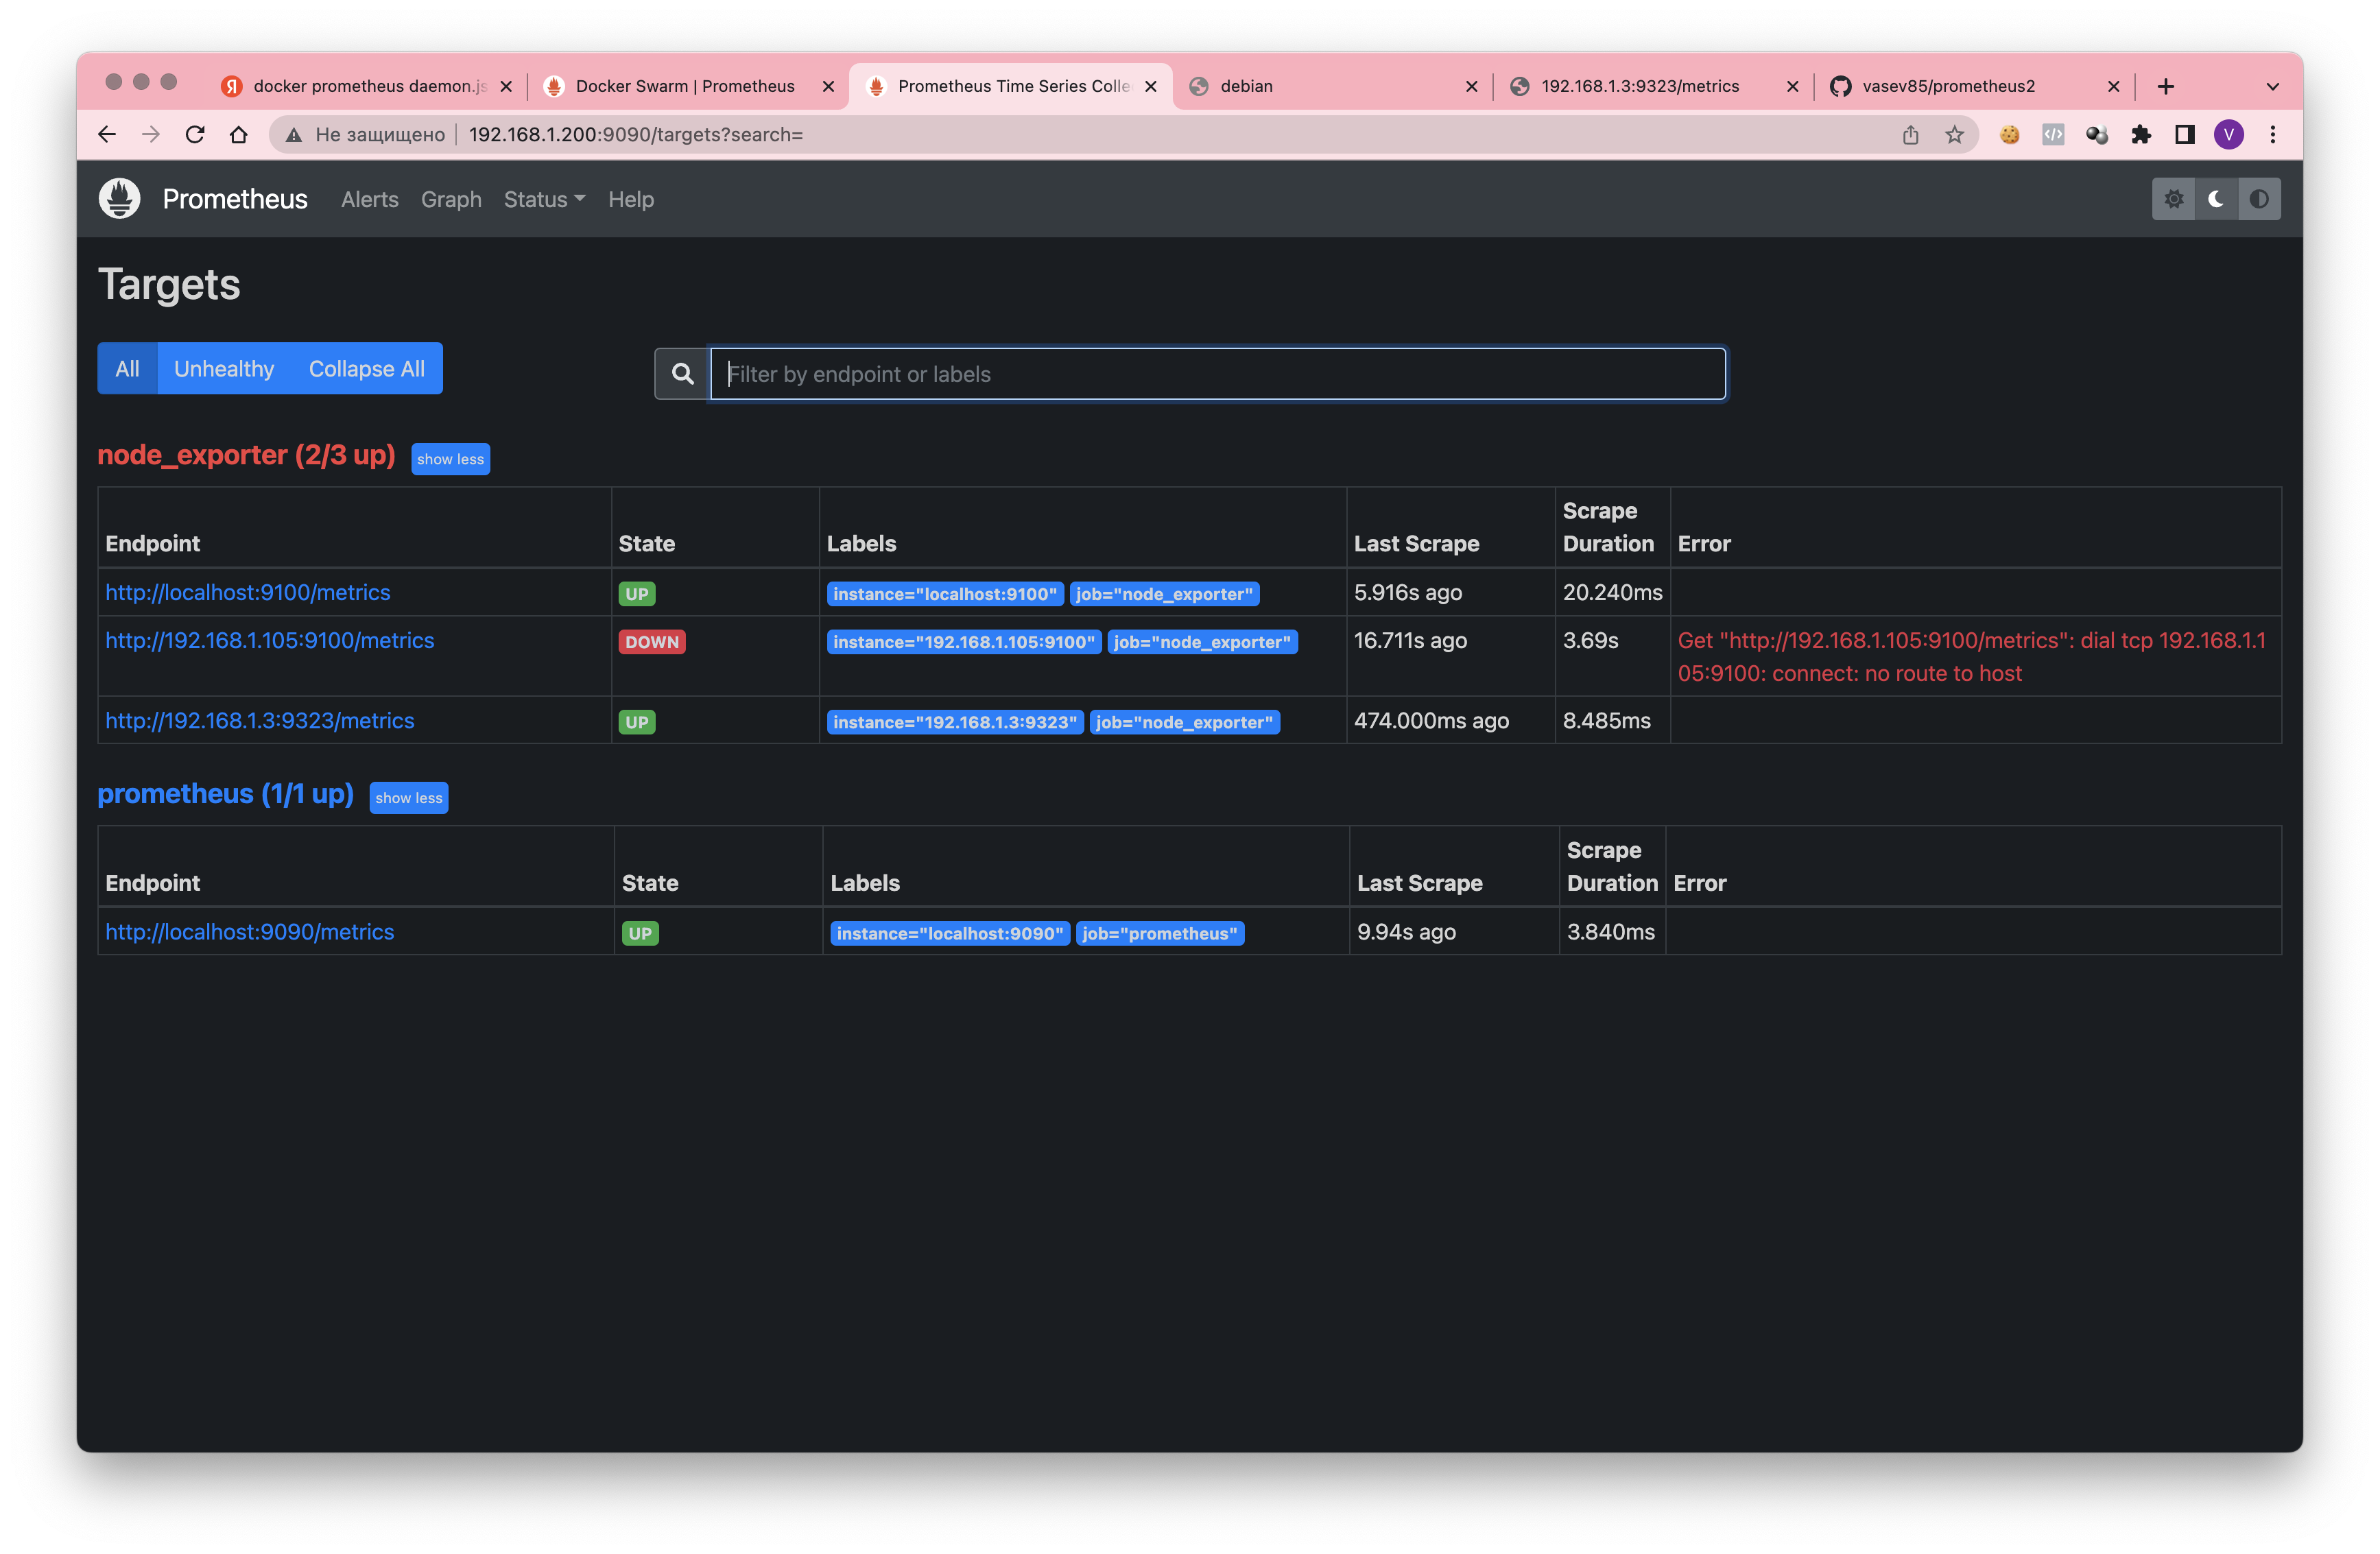 docker prometheus daemon.js
Docker Swarm | Prometheus
Prometheus Time Series Colle
debian
192.168.1.3:9323/metrics
vasev85/prometheus2
Не защищено
192.168.1.200:9090/targets?search=
V
Prometheus
Alerts
Graph
Status
Help
Targets
All
Unhealthy
Collapse All
Filter by endpoint or labels
node_exporter (2/3 up)
show less
Endpoint
State
Labels
Last Scrape
Scrape
Duration
Error
http://localhost:9100/metrics
UP
instance="localhost:9100"
job="node_exporter"
5.916s ago
20.240ms
http://192.168.1.105:9100/metrics
DOWN
instance="192.168.1.105:9100"
job="node_exporter"
16.711s ago
3.69s
Get "http://192.168.1.105:9100/metrics": dial tcp 192.168.1.1
05:9100: connect: no route to host
http://192.168.1.3:9323/metrics
UP
instance="192.168.1.3:9323"
job="node_exporter"
474.000ms ago
8.485ms
prometheus (1/1 up)
show less
Endpoint
State
Labels
Last Scrape
Scrape
Duration
Error
http://localhost:9090/metrics
UP
instance="localhost:9090"
job="prometheus"
9.94s ago
3.840ms